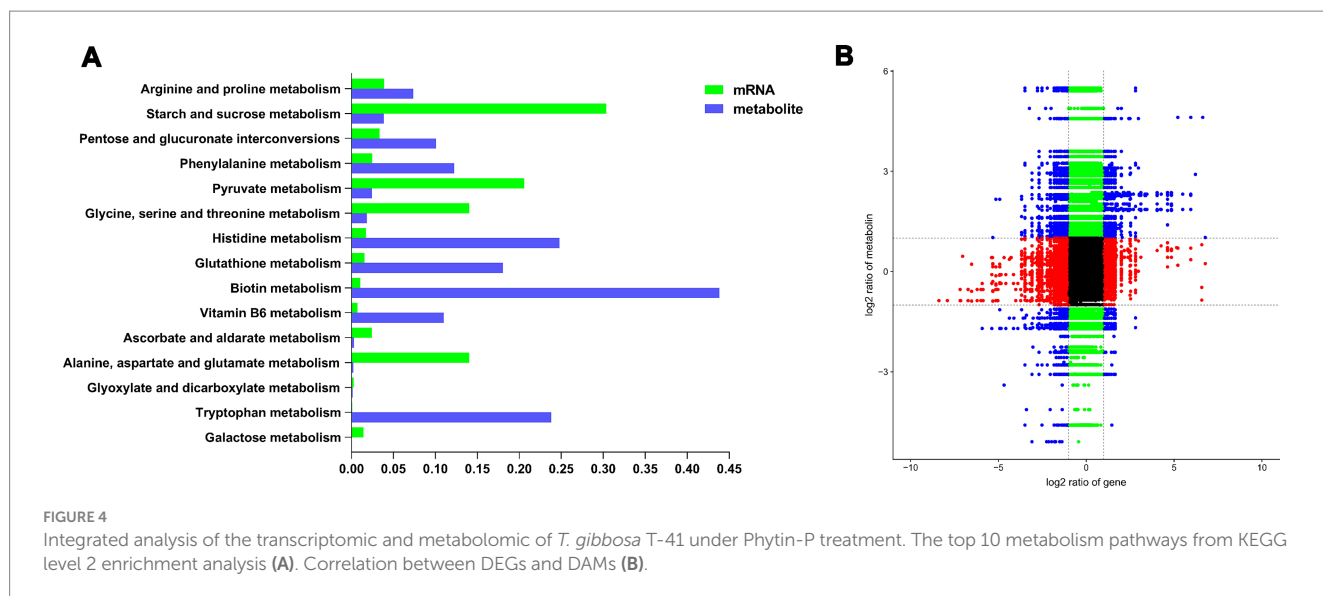 A
Arginine and proline metabolism
Starch and sucrose metabolism
Pentose and glucuronate interconversions
Phenylalanine metabolism
Pyruvate metabolism
Glycine, serine and threonine metabolism
Histidine metabolism
Glutathione metabolism
Biotin metabolism
Vitamin B6 metabolism
Ascorbate and aldarate metabolism
Alanine, aspartate and glutamate metabolism
Glyoxylate and dicarboxylate metabolism
Tryptophan metabolism
Galactose metabolism
0.00 0.05 0.10 0.15 0.20 0.25 0.30 0.35 0.40 0.45
mRNA
metabolite
B
log2 ratio of metabolin
6
3
0
−3
−10 −5 0 5 10
log2 ratio of gene
FIGURE 4
Integrated analysis of the transcriptomic and metabolomic of T. gibbosa T-41 under Phytin-P treatment. The top 10 metabolism pathways from KEGG
level 2 enrichment analysis (A). Correlation between DEGs and DAMs (B).